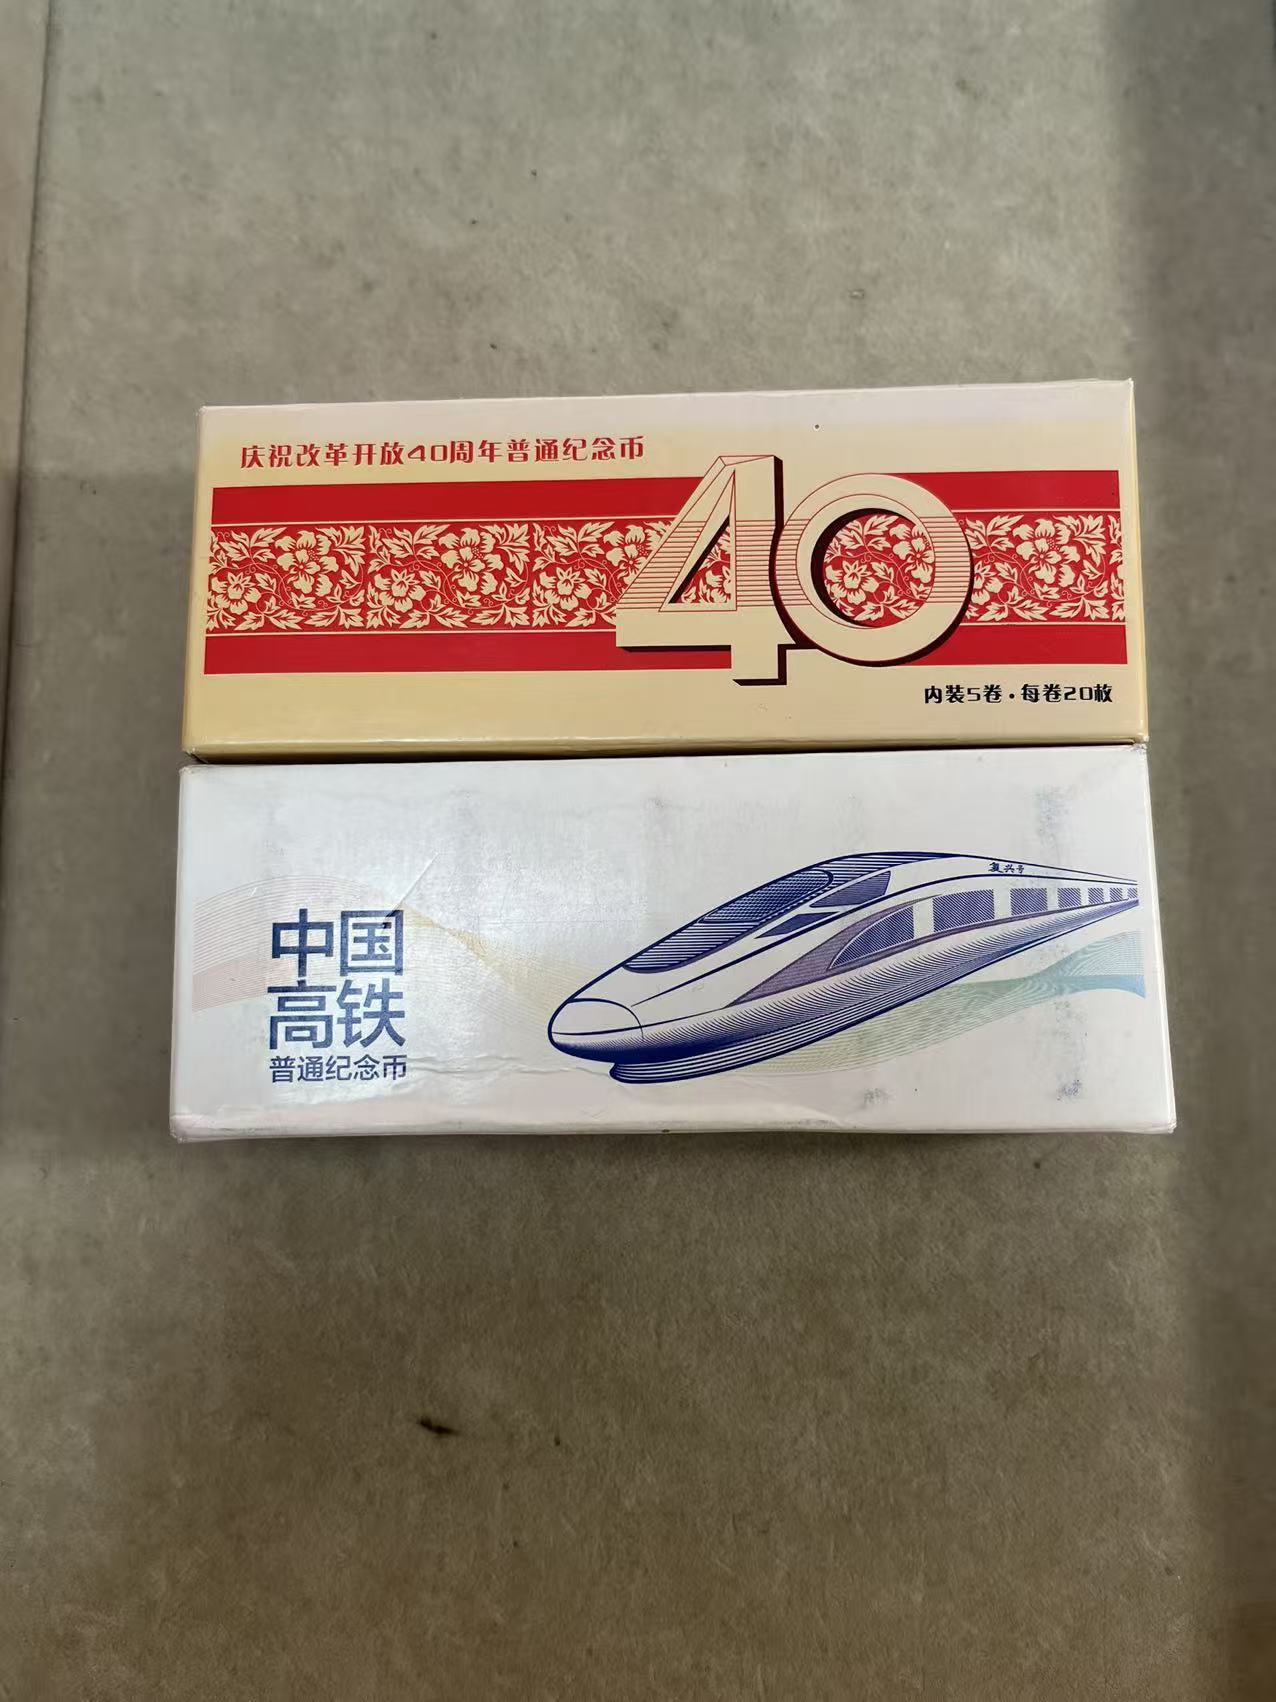 庆祝改革开放40周年普通纪念币
40
内装5卷·每卷20枚
复兴号
中国
高铁
普通纪念币